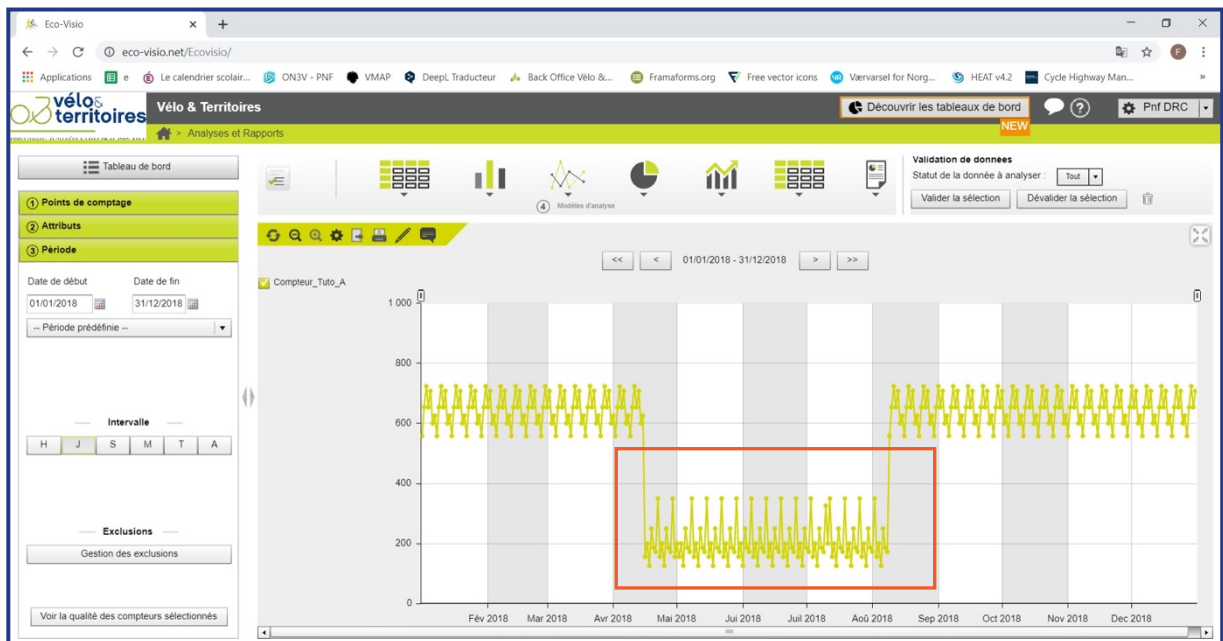 Eco-Visio
eco-visio.net/Ecovisio/
Applications e Le calendrier scolair... ON3V - PNF VMAP DeepL Traducteur Back Office Vélo &... Framaforms.org Free vector icons Værvarsel for Norg... HEAT v4.2 Cycle Highway Man... »
vélo & territoires Vélo & Territoires Découvrir les tableaux de bord NEW ? Pnf DRC
> Analyses et Rapports
Tableau de bord
1 Points de comptage
2 Attributs
3 Période
Date de début Date de fin
01/01/2018 31/12/2018
-- Période prédéfinie --
Intervalle
H J S M T A
Exclusions
Gestion des exclusions
Voir la qualité des compteurs sélectionnés
4 Modèles d'analyse
Validation de données
Statut de la donnée à analyser : Tout
Valider la sélection Dévalider la sélection
<< < 01/01/2018 - 31/12/2018 > >>
Compteur_Tuto_A
1 000
800
600
400
200
0
Fév 2018 Mar 2018 Avr 2018 Mai 2018 Jui 2018 Juil 2018 Aoû 2018 Sep 2018 Oct 2018 Nov 2018 Dec 2018